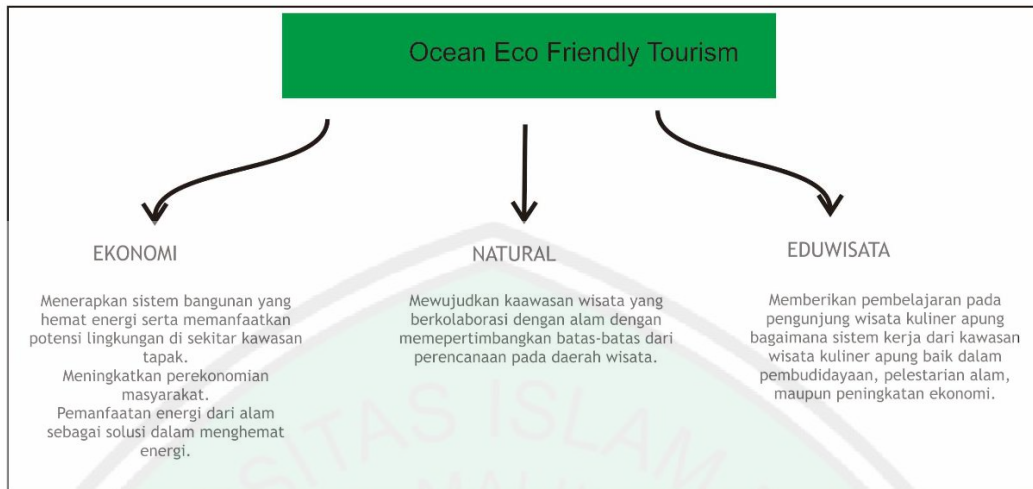 Ocean Eco Friendly Tourism
EKONOMI
Menerapkan sistem bangunan yang
hemat energi serta memanfaatkan
potensi lingkungan di sekitar kawasan
tapak.
Meningkatkan perekonomian
masyarakat.
Pemanfaatan energi dari alam
sebagai solusi dalam menghemat
energi.
NATURAL
Mewujudkan kaawasan wisata yang
berkolaborasi dengan alam dengan
memepertimbangkan batas-batas dari
perencanaan pada daerah wisata.
EDUWISATA
Memberikan pembelajaran pada
pengunjung wisata kuliner apung
bagaimana sistem kerja dari kawasan
wisata kuliner apung baik dalam
pembudidayaan, pelestarian alam,
maupun peningkatan ekonomi.
SITAS ISLAM